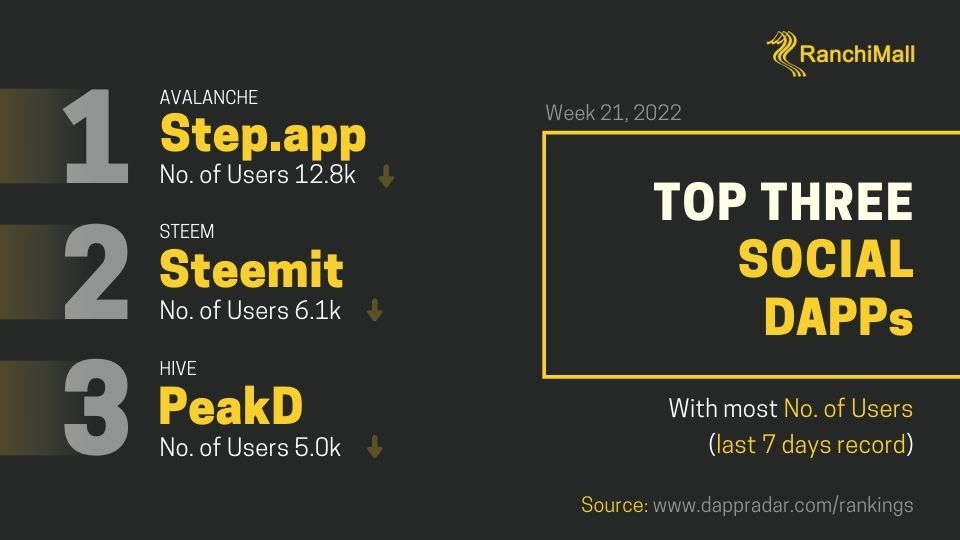 RanchiMall
1
AVALANCHE
Step.app
No. of Users 12.8k
2
STEEM
Steemit
No. of Users 6.1k
3
HIVE
PeakD
No. of Users 5.0k
Week 21, 2022
TOP THREE
SOCIAL
DAPPs
With most No. of Users
(last 7 days record)
Source: www.dappradar.com/rankings